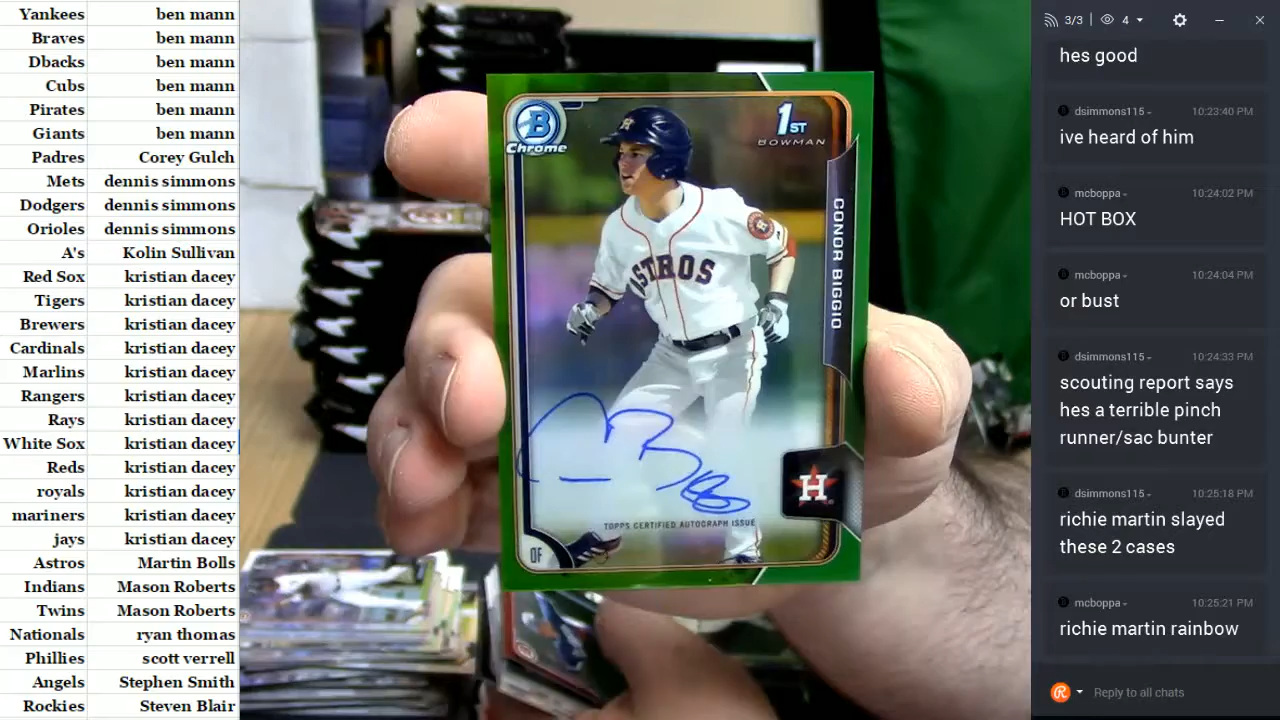 Yankees ben mann
Braves ben mann
Dbacks ben mann
Cubs ben mann
Pirates ben mann
Giants ben mann
Padres Corey Gulch
Mets dennis simmons
Dodgers dennis simmons
Orioles dennis simmons
A's Kolin Sullivan
Red Sox kristian dacey
Tigers kristian dacey
Brewers kristian dacey
Cardinals kristian dacey
Marlins kristian dacey
Rangers kristian dacey
Rays kristian dacey
White Sox kristian dacey
Reds kristian dacey
royals kristian dacey
mariners kristian dacey
jays kristian dacey
Astros Martin Bolls
Indians Mason Roberts
Twins Mason Roberts
Nationals ryan thomas
Phillies scott verrell
Angels Stephen Smith
Rockies Steven Blair
B
Chrome
1ST
BOWMAN
CONOR BIGGIO
ASTROS
H
TOPPS CERTIFIED AUTOGRAPH ISSUE
OF
3/3 4
hes good
dsimmons115 10:23:40 PM
ive heard of him
mcboppa 10:24:02 PM
HOT BOX
mcboppa 10:24:04 PM
or bust
dsimmons115 10:24:33 PM
scouting report says
hes a terrible pinch
runner/sac bunter
dsimmons115 10:25:18 PM
richie martin slayed
these 2 cases
mcboppa 10:25:21 PM
richie martin rainbow
Reply to all chats